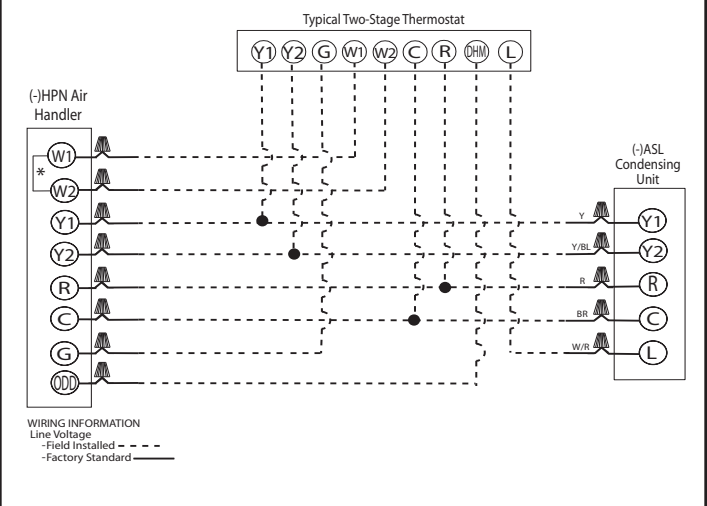 Typical Two-Stage Thermostat
Y1 Y2 G W1 W2 C R DHM L
(-)HPN Air
Handler
W1
*
W2
Y1
Y2
R
C
G
ODD
(-)ASL
Condensing
Unit
Y Y1
Y/BL Y2
R R
BR C
W/R L
WIRING INFORMATION
Line Voltage
-Field Installed
-Factory Standard